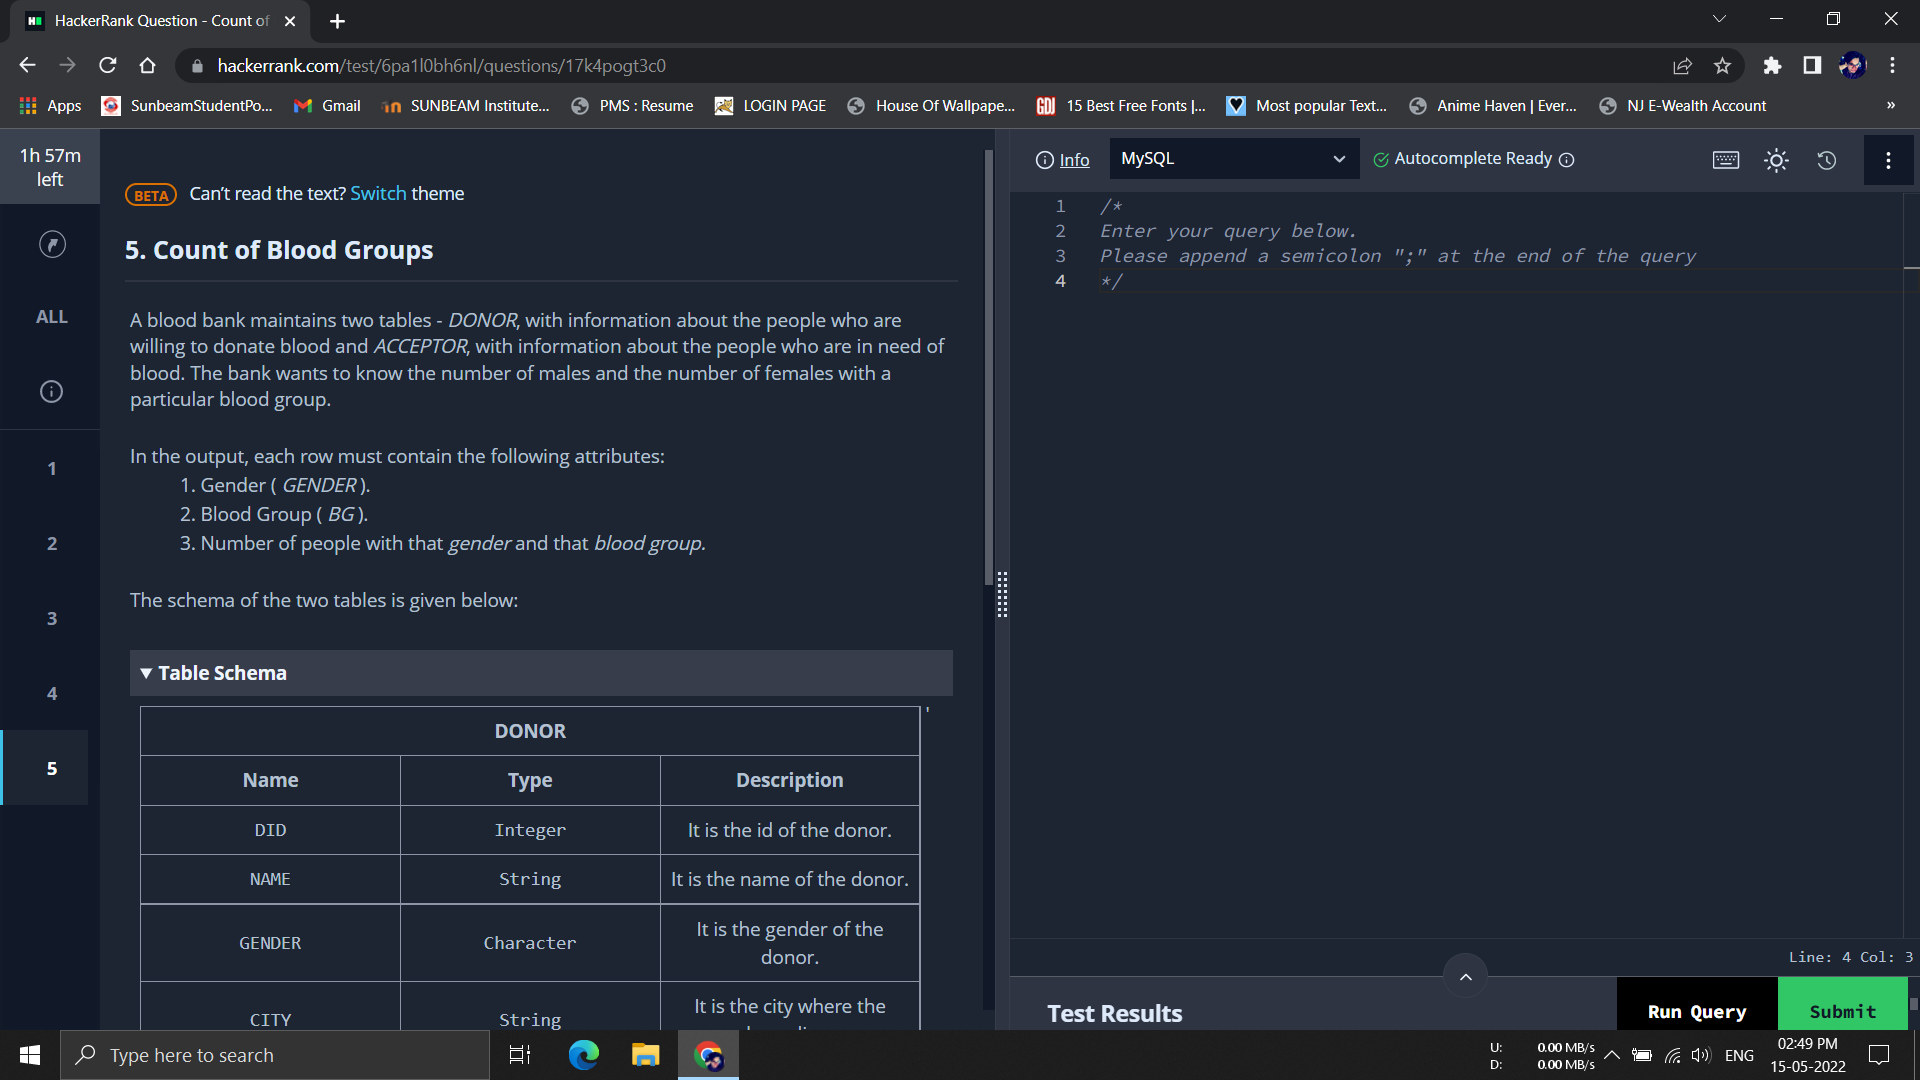 HackerRank Question - Count of
hackerrank.com/test/6pa1l0bh6nl/questions/17k4pogt3c0
Apps SunbeamStudentPo... Gmail SUNBEAM Institute... PMS : Resume LOGIN PAGE House Of Wallpape... GD! 15 Best Free Fonts |... Most popular Text... Anime Haven | Ever... NJ E-Wealth Account »
1h 57m
left
ALL
1
2
3
4
5
BETA Can't read the text? Switch theme
5. Count of Blood Groups
A blood bank maintains two tables - DONOR, with information about the people who are
willing to donate blood and ACCEPTOR, with information about the people who are in need of
blood. The bank wants to know the number of males and the number of females with a
particular blood group.
In the output, each row must contain the following attributes:
1. Gender ( GENDER ).
2. Blood Group ( BG ).
3. Number of people with that gender and that blood group.
The schema of the two tables is given below:
▼ Table Schema
DONOR
'
Name Type Description
DID Integer It is the id of the donor.
NAME String It is the name of the donor.
GENDER Character It is the gender of the
donor.
CITY String It is the city where the
Info MySQL Autocomplete Ready
1 /*
2 Enter your query below.
3 Please append a semicolon ";" at the end of the query
4 */
Line: 4 Col: 3
Test Results Run Query Submit
Type here to search
U: 0.00 MB/s
D: 0.00 MB/s
ENG
02:49 PM
15-05-2022